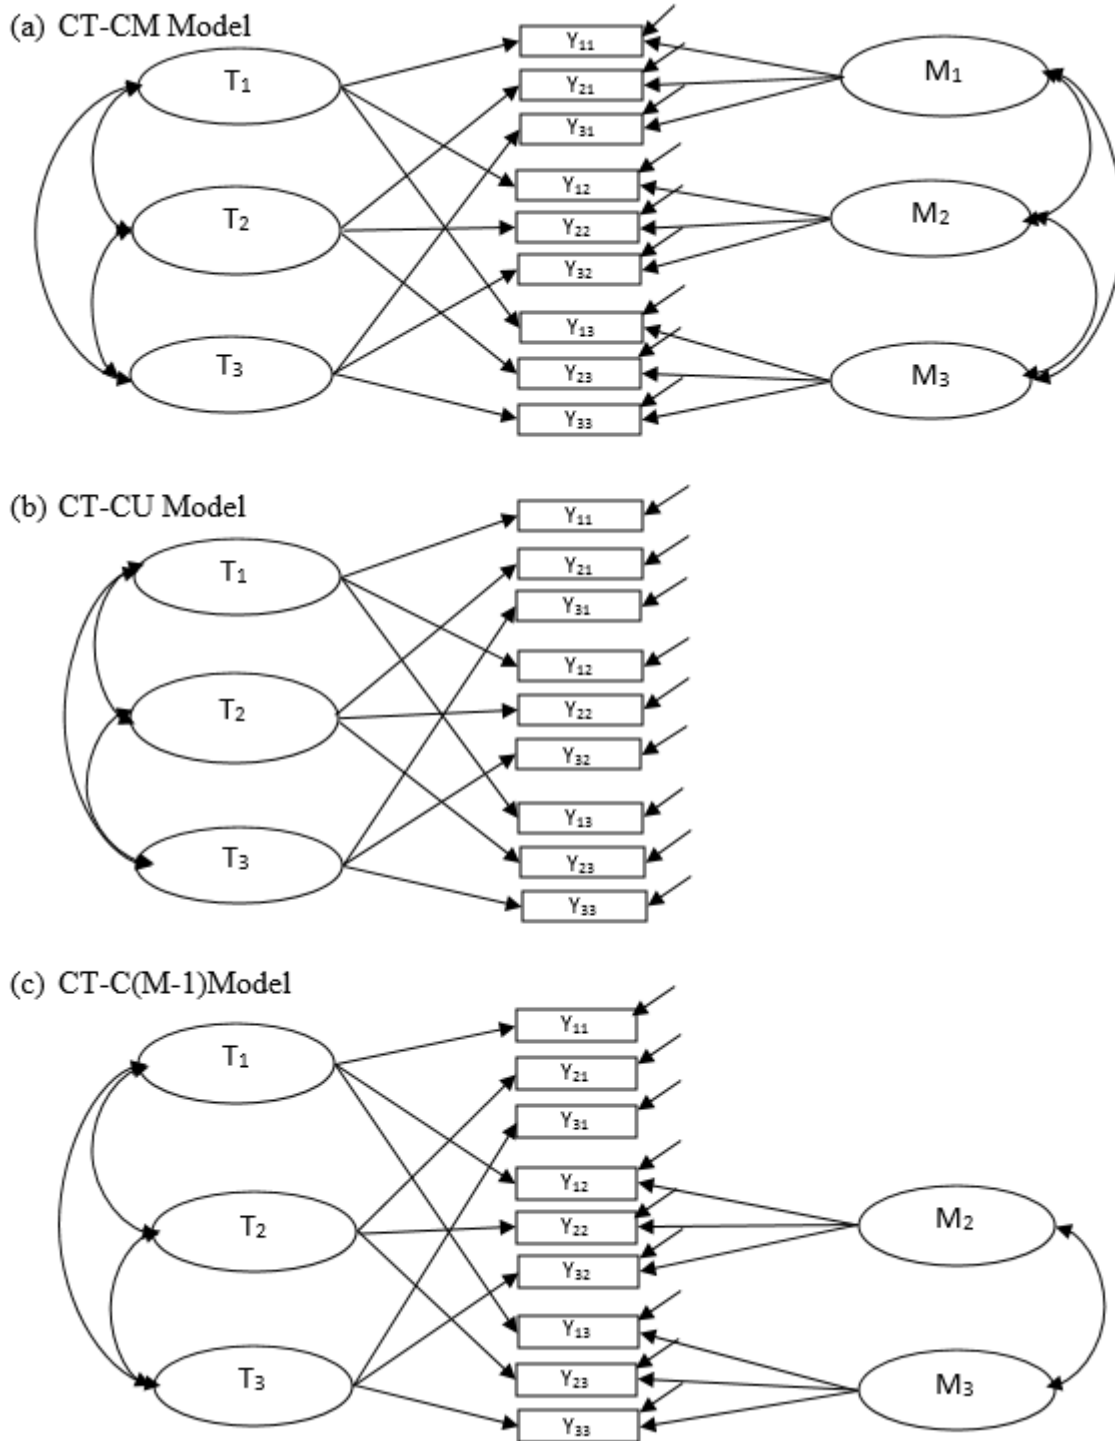 (a) CT-CM Model
T1
T2
T3
Y11
Y21
Y31
Y12
Y22
Y32
Y13
Y23
Y33
M1
M2
M3
(b) CT-CU Model
T1
T2
T3
Y11
Y21
Y31
Y12
Y22
Y32
Y13
Y23
Y33
(c) CT-C(M-1)Model
T1
T2
T3
Y11
Y21
Y31
Y12
Y22
Y32
Y13
Y23
Y33
M2
M3